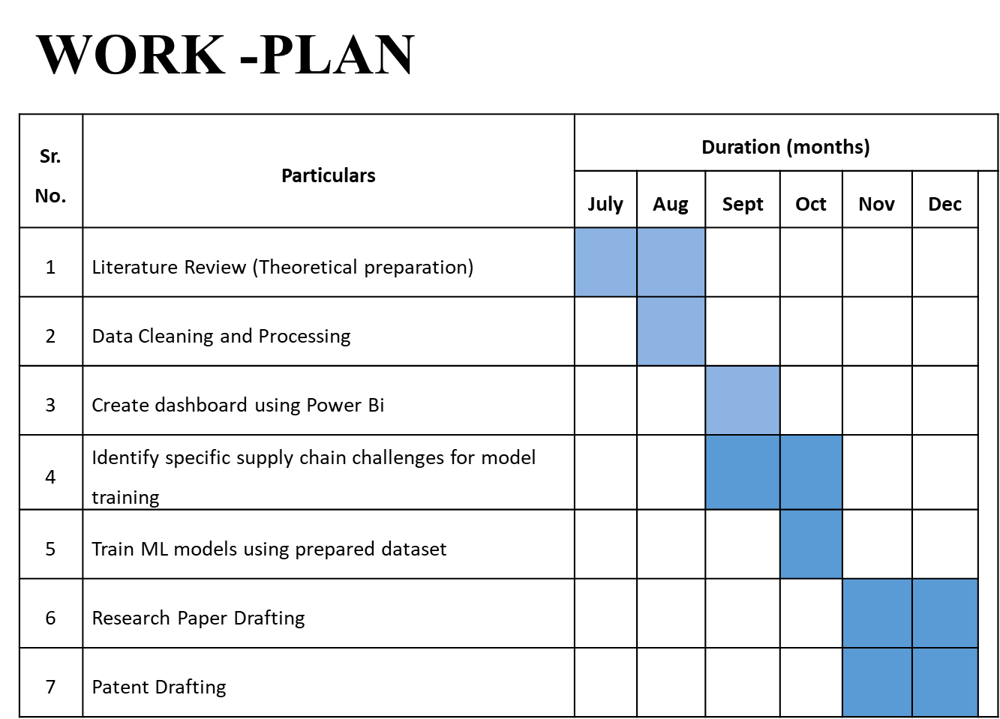 WORK -PLAN
Sr.
No.
Particulars
Duration (months)
July Aug Sept Oct Nov Dec
1 Literature Review (Theoretical preparation)
2 Data Cleaning and Processing
3 Create dashboard using Power Bi
4 Identify specific supply chain challenges for model
training
5 Train ML models using prepared dataset
6 Research Paper Drafting
7 Patent Drafting